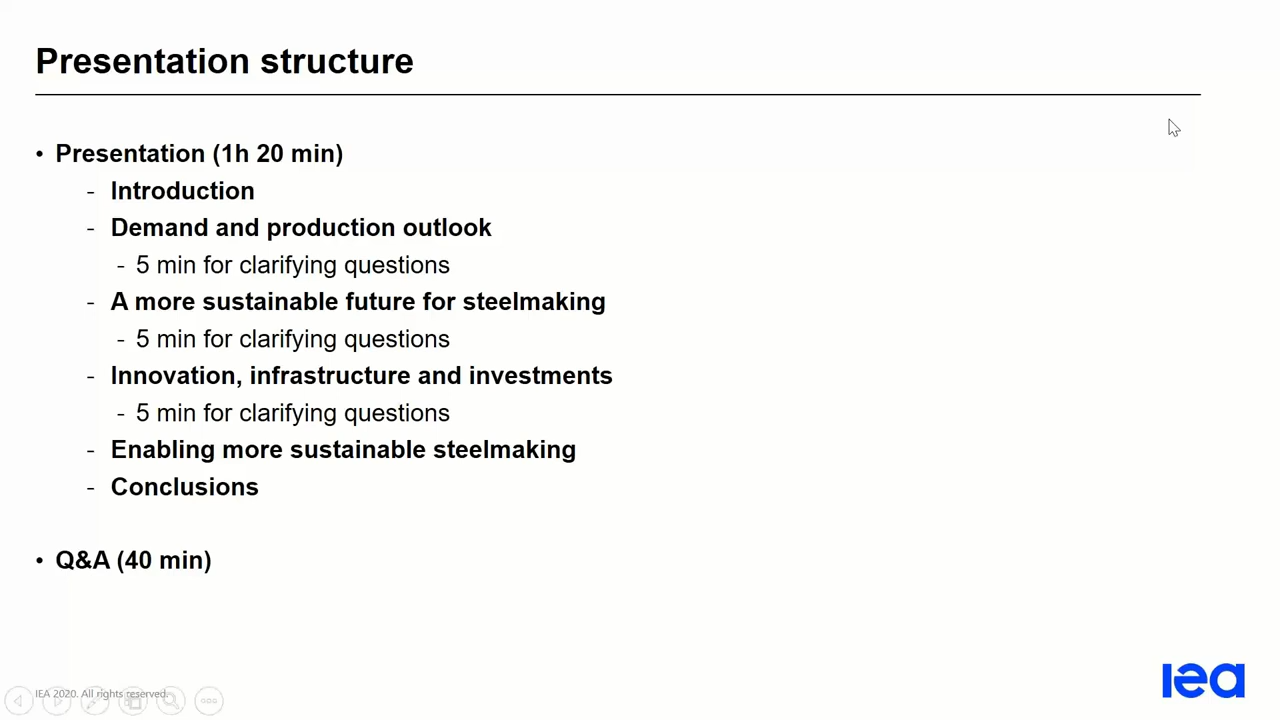 Presentation structure
• Presentation (1h 20 min)
- Introduction
- Demand and production outlook
- 5 min for clarifying questions
- A more sustainable future for steelmaking
- 5 min for clarifying questions
- Innovation, infrastructure and investments
- 5 min for clarifying questions
- Enabling more sustainable steelmaking
- Conclusions
• Q&A (40 min)
IEA 2020. All rights reserved.
iea